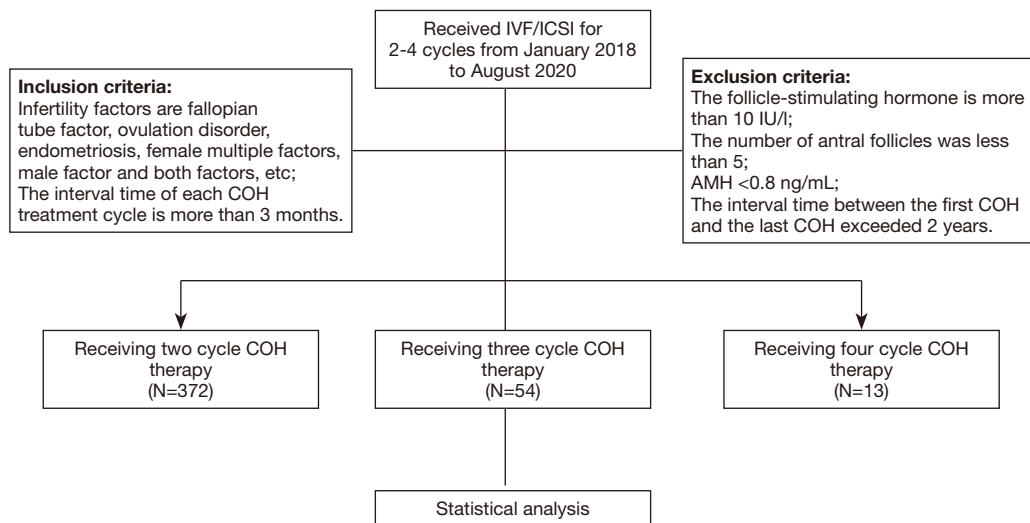 Received IVF/ICSI for
2-4 cycles from January 2018
to August 2020
Inclusion criteria:
Infertility factors are fallopian
tube factor, ovulation disorder,
endometriosis, female multiple factors,
male factor and both factors, etc;
The interval time of each COH
treatment cycle is more than 3 months.
Exclusion criteria:
The follicle-stimulating hormone is more
than 10 IU/l;
The number of antral follicles was less
than 5;
AMH <0.8 ng/mL;
The interval time between the first COH
and the last COH exceeded 2 years.
Receiving two cycle COH
therapy
(N=372)
Receiving three cycle COH
therapy
(N=54)
Receiving four cycle COH
therapy
(N=13)
Statistical analysis